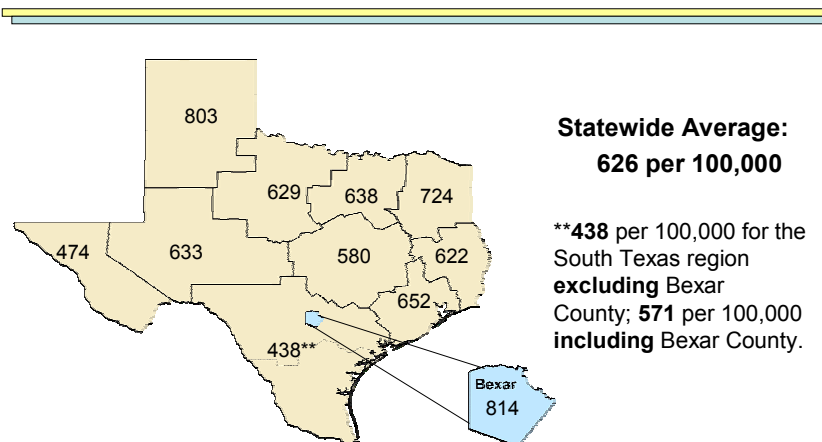 803
629
638
724
474
633
580
622
652
438**
Bexar
814
Statewide Average:
626 per 100,000
**438 per 100,000 for the
South Texas region
excluding Bexar
County; 571 per 100,000
including Bexar County.